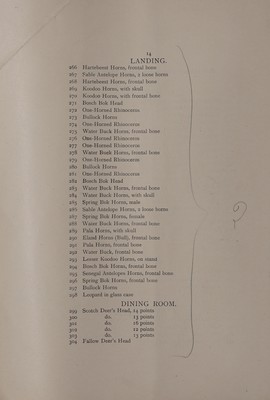 14
LANDING.
266 Hartebeest Horns, frontal bone
267 Sable Antelope Horns, 2 loose horns
268 Hartebeest Horns, frontal bone
269 Koodoo Horns, with skull
270 Koodoo Horns, with frontal bone
271 Beech Bok Head
272 One-Horned Rhinoceros
273 Bullock Horns
274 One-Horned Rhinoceros
275 Water Buck Horns, frontal bone
276 One-Horned Rhinoceros
277 One-Horned Rhinoceros
278 Water Buck Horns, frontal bone
279 One-Horned Rhinoceros
280 Bullock Horns
281 One-Horned Rhinoceros
282 Beech Bok Head
283 Water Buck Horns, frontal bone
284 Water Buck Horns, with skull
285 Spring Bok Horns, male
286 Sable Antelope Horns, 2 loose horns
287 Spring Bok Horns, female
288 Water Buck Horns, frontal bone
289 Pala Horns, with skull
290 Eland Horns (Bull), frontal bone
291 Pala Horns, frontal bone
292 Water Buck, frontal bone
293 Lesser Koodoo Horns, on stand
294 Beech Bok Horns, frontal bone
295 Senegal Antelope Horns, frontal bone
296 Spring Bok Horns, frontal bone
297 Bullock Horns
298 Leopard in glass case
DINING ROOM.
299 Scotch Deer's Head, 14 points
300 do. 13 points
301 do. 16 points
302 do. 12 points
303 do. 13 points
304 Fallow Deer's Head